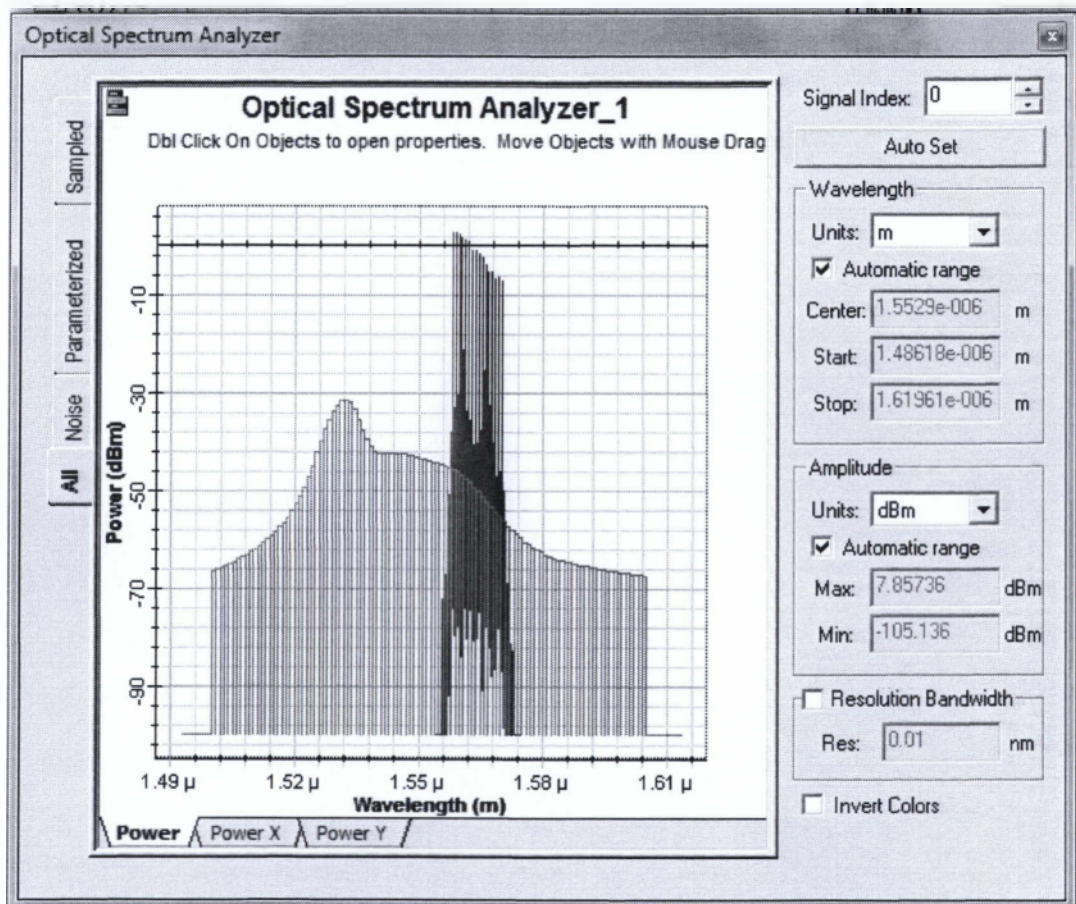 Optical Spectrum Analyzer
x
Optical Spectrum Analyzer_1
Dbl Click On Objects to open properties. Move Objects with Mouse Drag
Sampled
Parameterized
Noise
All
Power (dBm)
-10
-30
-50
-70
-90
1.49 µ 1.52 µ 1.55 µ 1.58 µ 1.61 µ
Wavelength (m)
Power Power X Power Y
Signal Index: 0
Auto Set
Wavelength
Units: m
Automatic range
Center: 1.5529e-006 m
Start: 1.48618e-006 m
Stop: 1.61961e-006 m
Amplitude
Units: dBm
Automatic range
Max: 7.85736 dBm
Min: -105.136 dBm
Resolution Bandwidth
Res: 0.01 nm
Invert Colors